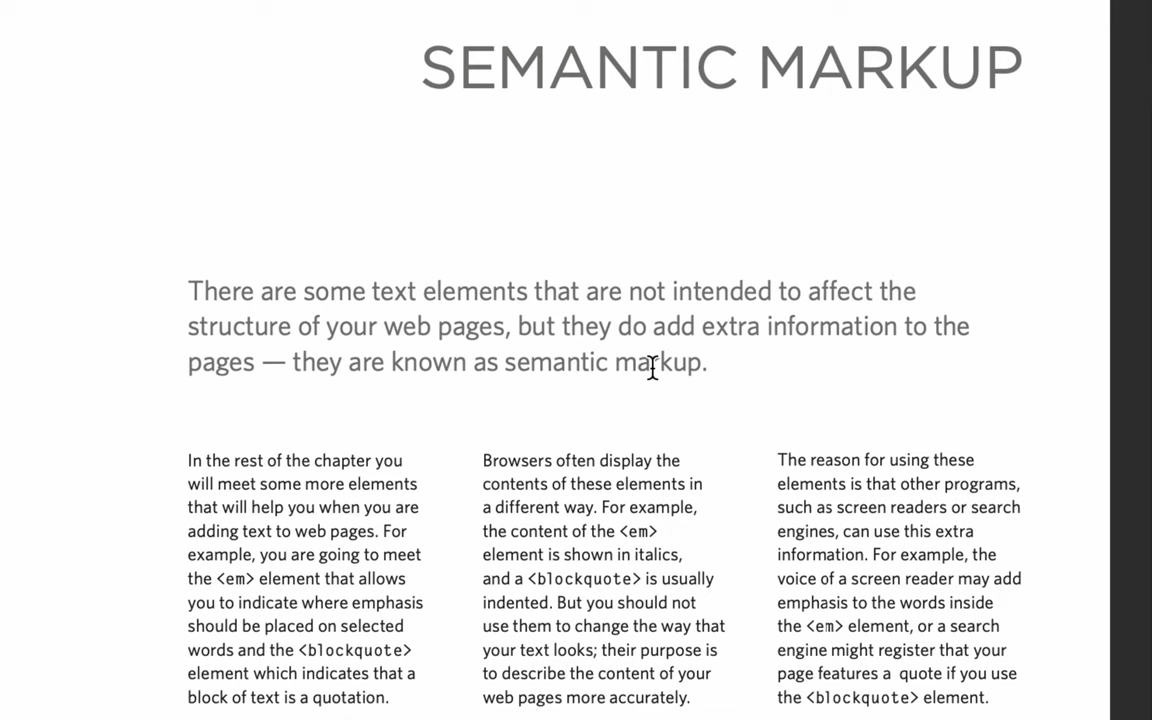 SEMANTIC MARKUP
There are some text elements that are not intended to affect the
structure of your web pages, but they do add extra information to the
pages — they are known as semantic markup.
In the rest of the chapter you
will meet some more elements
that will help you when you are
adding text to web pages. For
example, you are going to meet
the <em> element that allows
you to indicate where emphasis
should be placed on selected
words and the <blockquote>
element which indicates that a
block of text is a quotation.
Browsers often display the
contents of these elements in
a different way. For example,
the content of the <em>
element is shown in italics,
and a <blockquote> is usually
indented. But you should not
use them to change the way that
your text looks; their purpose is
to describe the content of your
web pages more accurately.
The reason for using these
elements is that other programs,
such as screen readers or search
engines, can use this extra
information. For example, the
voice of a screen reader may add
emphasis to the words inside
the <em> element, or a search
engine might register that your
page features a quote if you use
the <blockquote> element.